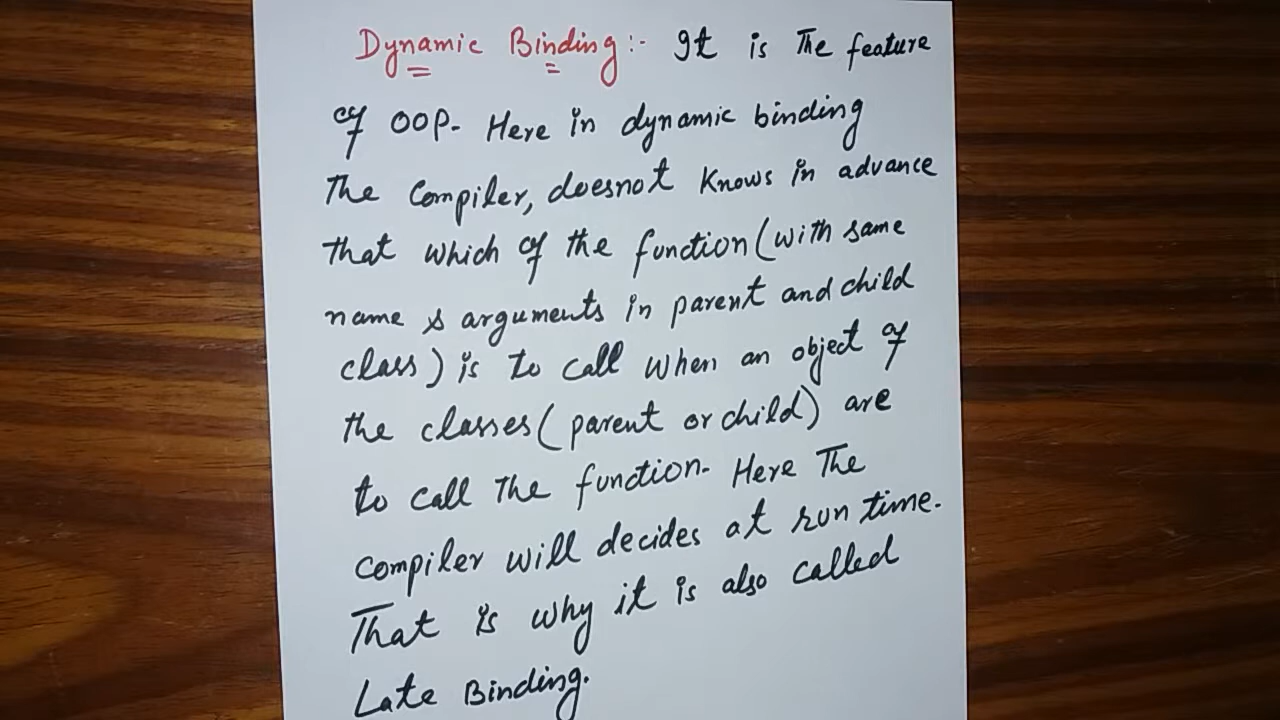 Dynamic Binding:- It is The feature
of OOP. Here in dynamic binding
The Compiler, doesnot Knows in advance
that which of the function (with same
name & arguments in parent and child
class) is to call when an object of
the classes (parent or child) are
to call The function. Here The
compiler will decides at run time.
That is why it is also called
Late Binding.